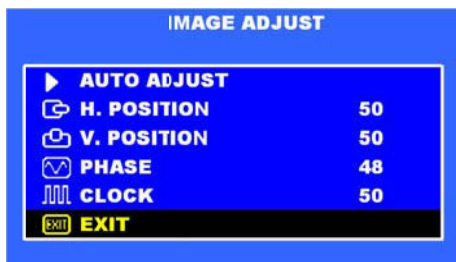 IMAGE ADJUST
AUTO ADJUST
H. POSITION 50
V. POSITION 50
PHASE 48
CLOCK 50
EXIT EXIT